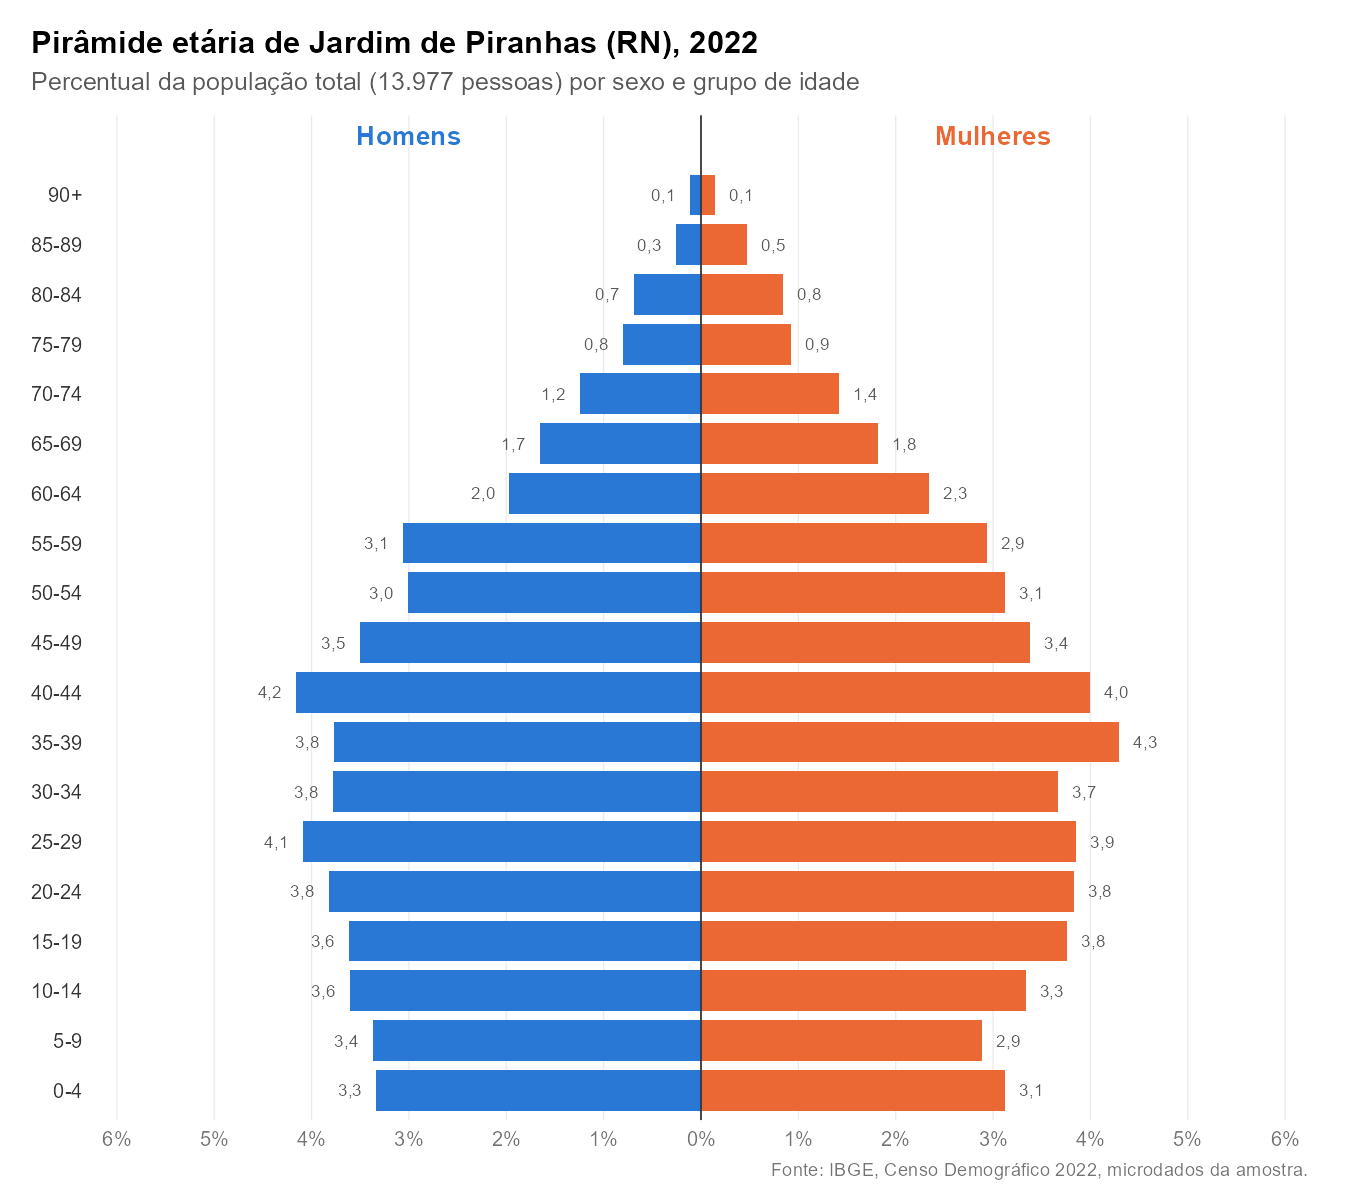 Pirâmide etária de Jardim de Piranhas (RN), 2022
Percentual da população total (13.977 pessoas) por sexo e grupo de idade
Homens Mulheres
90+ 0,1 0,1
85-89 0,3 0,5
80-84 0,7 0,8
75-79 0,8 0,9
70-74 1,2 1,4
65-69 1,7 1,8
60-64 2,0 2,3
55-59 3,1 2,9
50-54 3,0 3,1
45-49 3,5 3,4
40-44 4,2 4,0
35-39 3,8 4,3
30-34 3,8 3,7
25-29 4,1 3,9
20-24 3,8 3,8
15-19 3,6 3,8
10-14 3,6 3,3
5-9 3,4 2,9
0-4 3,3 3,1
6% 5% 4% 3% 2% 1% 0% 1% 2% 3% 4% 5% 6%
Fonte: IBGE, Censo Demográfico 2022, microdados da amostra.